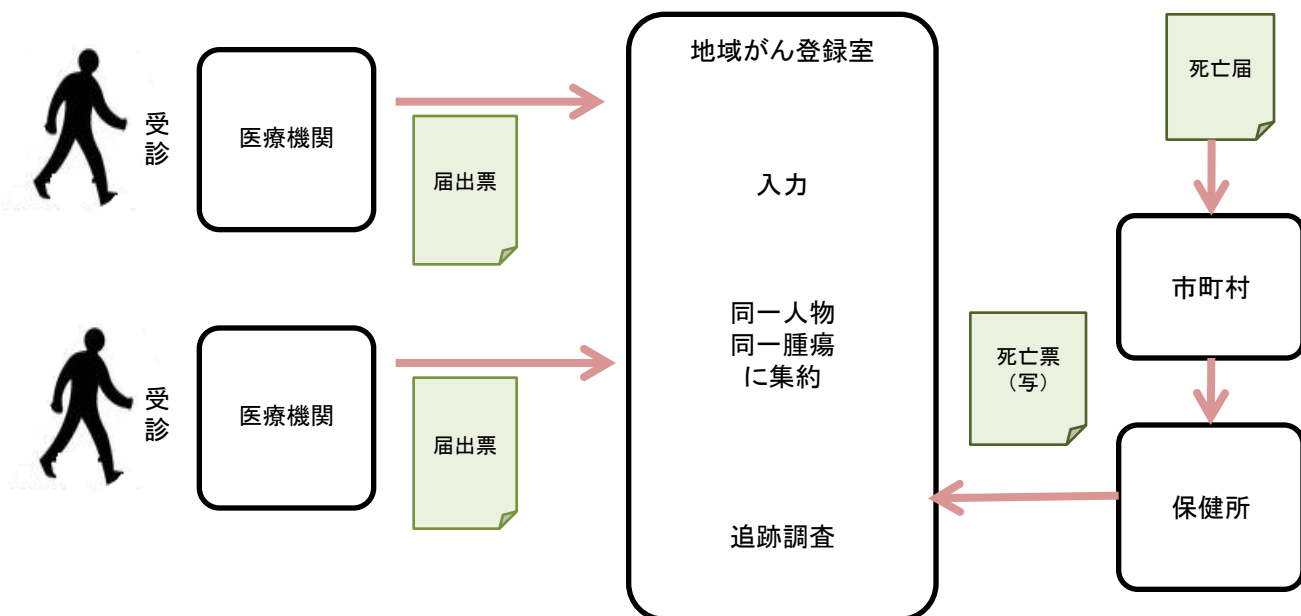 受
診
医療機関
届出票
受
診
医療機関
届出票
地域がん登録室
入力
同一人物
同一腫瘍
に集約
追跡調査
死亡届
市町村
死亡票
（写）
保健所